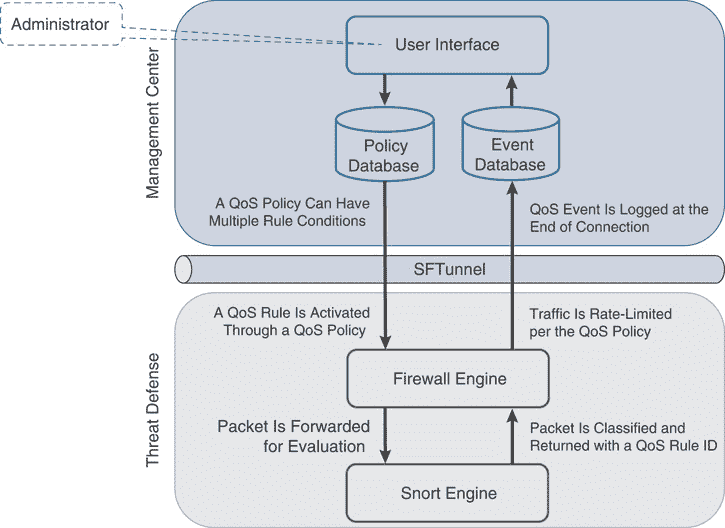 Administrator
User Interface
Management Center
Policy
Database
Event
Database
A QoS Policy Can Have
Multiple Rule Conditions
QoS Event Is Logged at the
End of Connection
SFTunnel
A QoS Rule Is Activated
Through a QoS Policy
Traffic Is Rate-Limited
per the QoS Policy
Threat Defense
Firewall Engine
Packet Is Forwarded
for Evaluation
Packet Is Classified and
Returned with a QoS Rule ID
Snort Engine